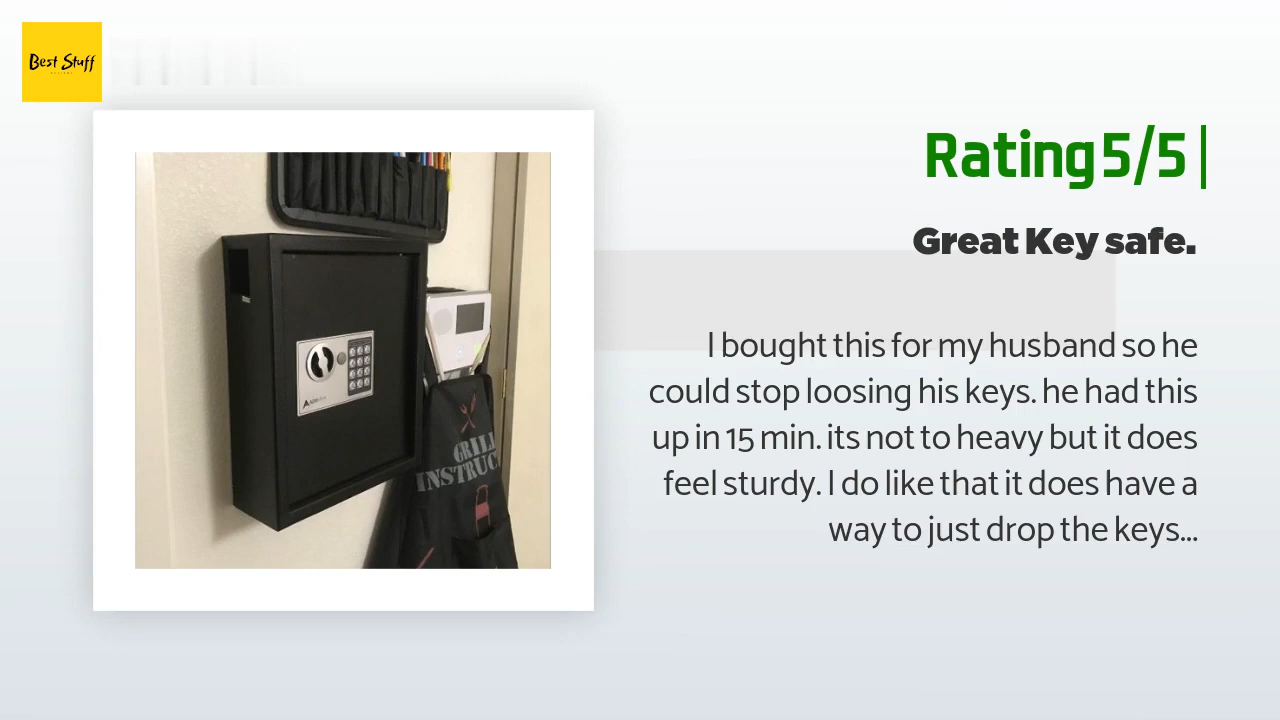 Best Stuff
Rating 5/5 |
Great Key safe.
I bought this for my husband so he
could stop loosing his keys. he had this
up in 15 min. its not to heavy but it does
feel sturdy. I do like that it does have a
way to just drop the keys...
GRILL
INSTRUC